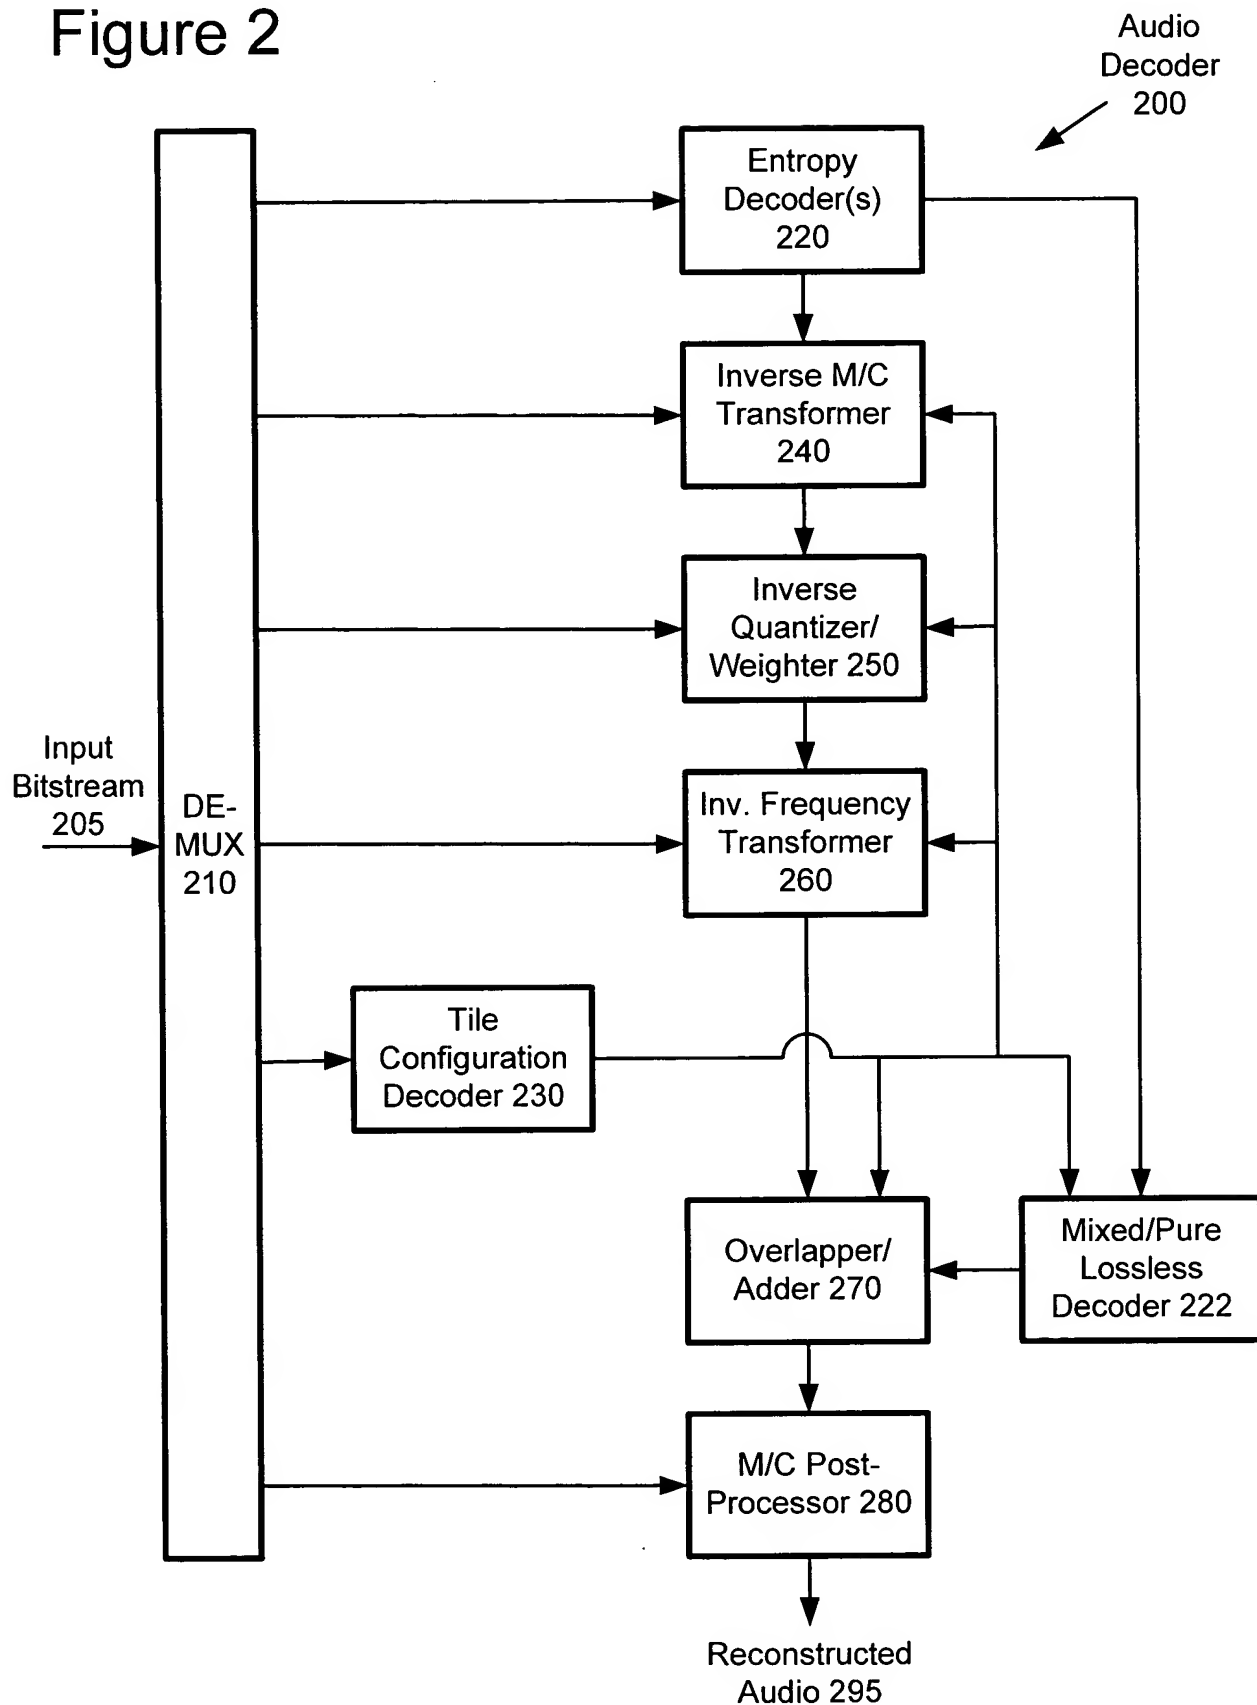 Figure 2
Audio
Decoder
200
Entropy
Decoder(s)
220
Inverse M/C
Transformer
240
Inverse
Quantizer/
Weighter 250
Input
Bitstream
205
DE-
MUX
210
Inv. Frequency
Transformer
260
Tile
Configuration
Decoder 230
Overlapper/
Adder 270
Mixed/Pure
Lossless
Decoder 222
M/C Post-
Processor 280
Reconstructed
Audio 295